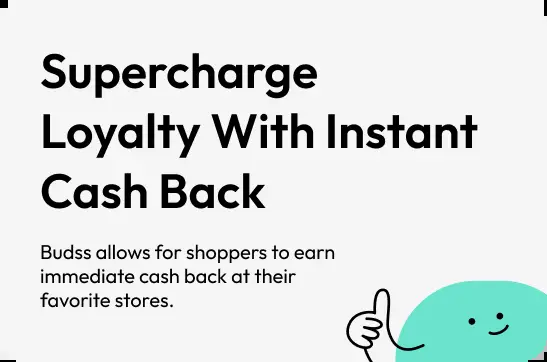 Supercharge
Loyalty With Instant
Cash Back
Budss allows for shoppers to earn
immediate cash back at their
favorite stores.